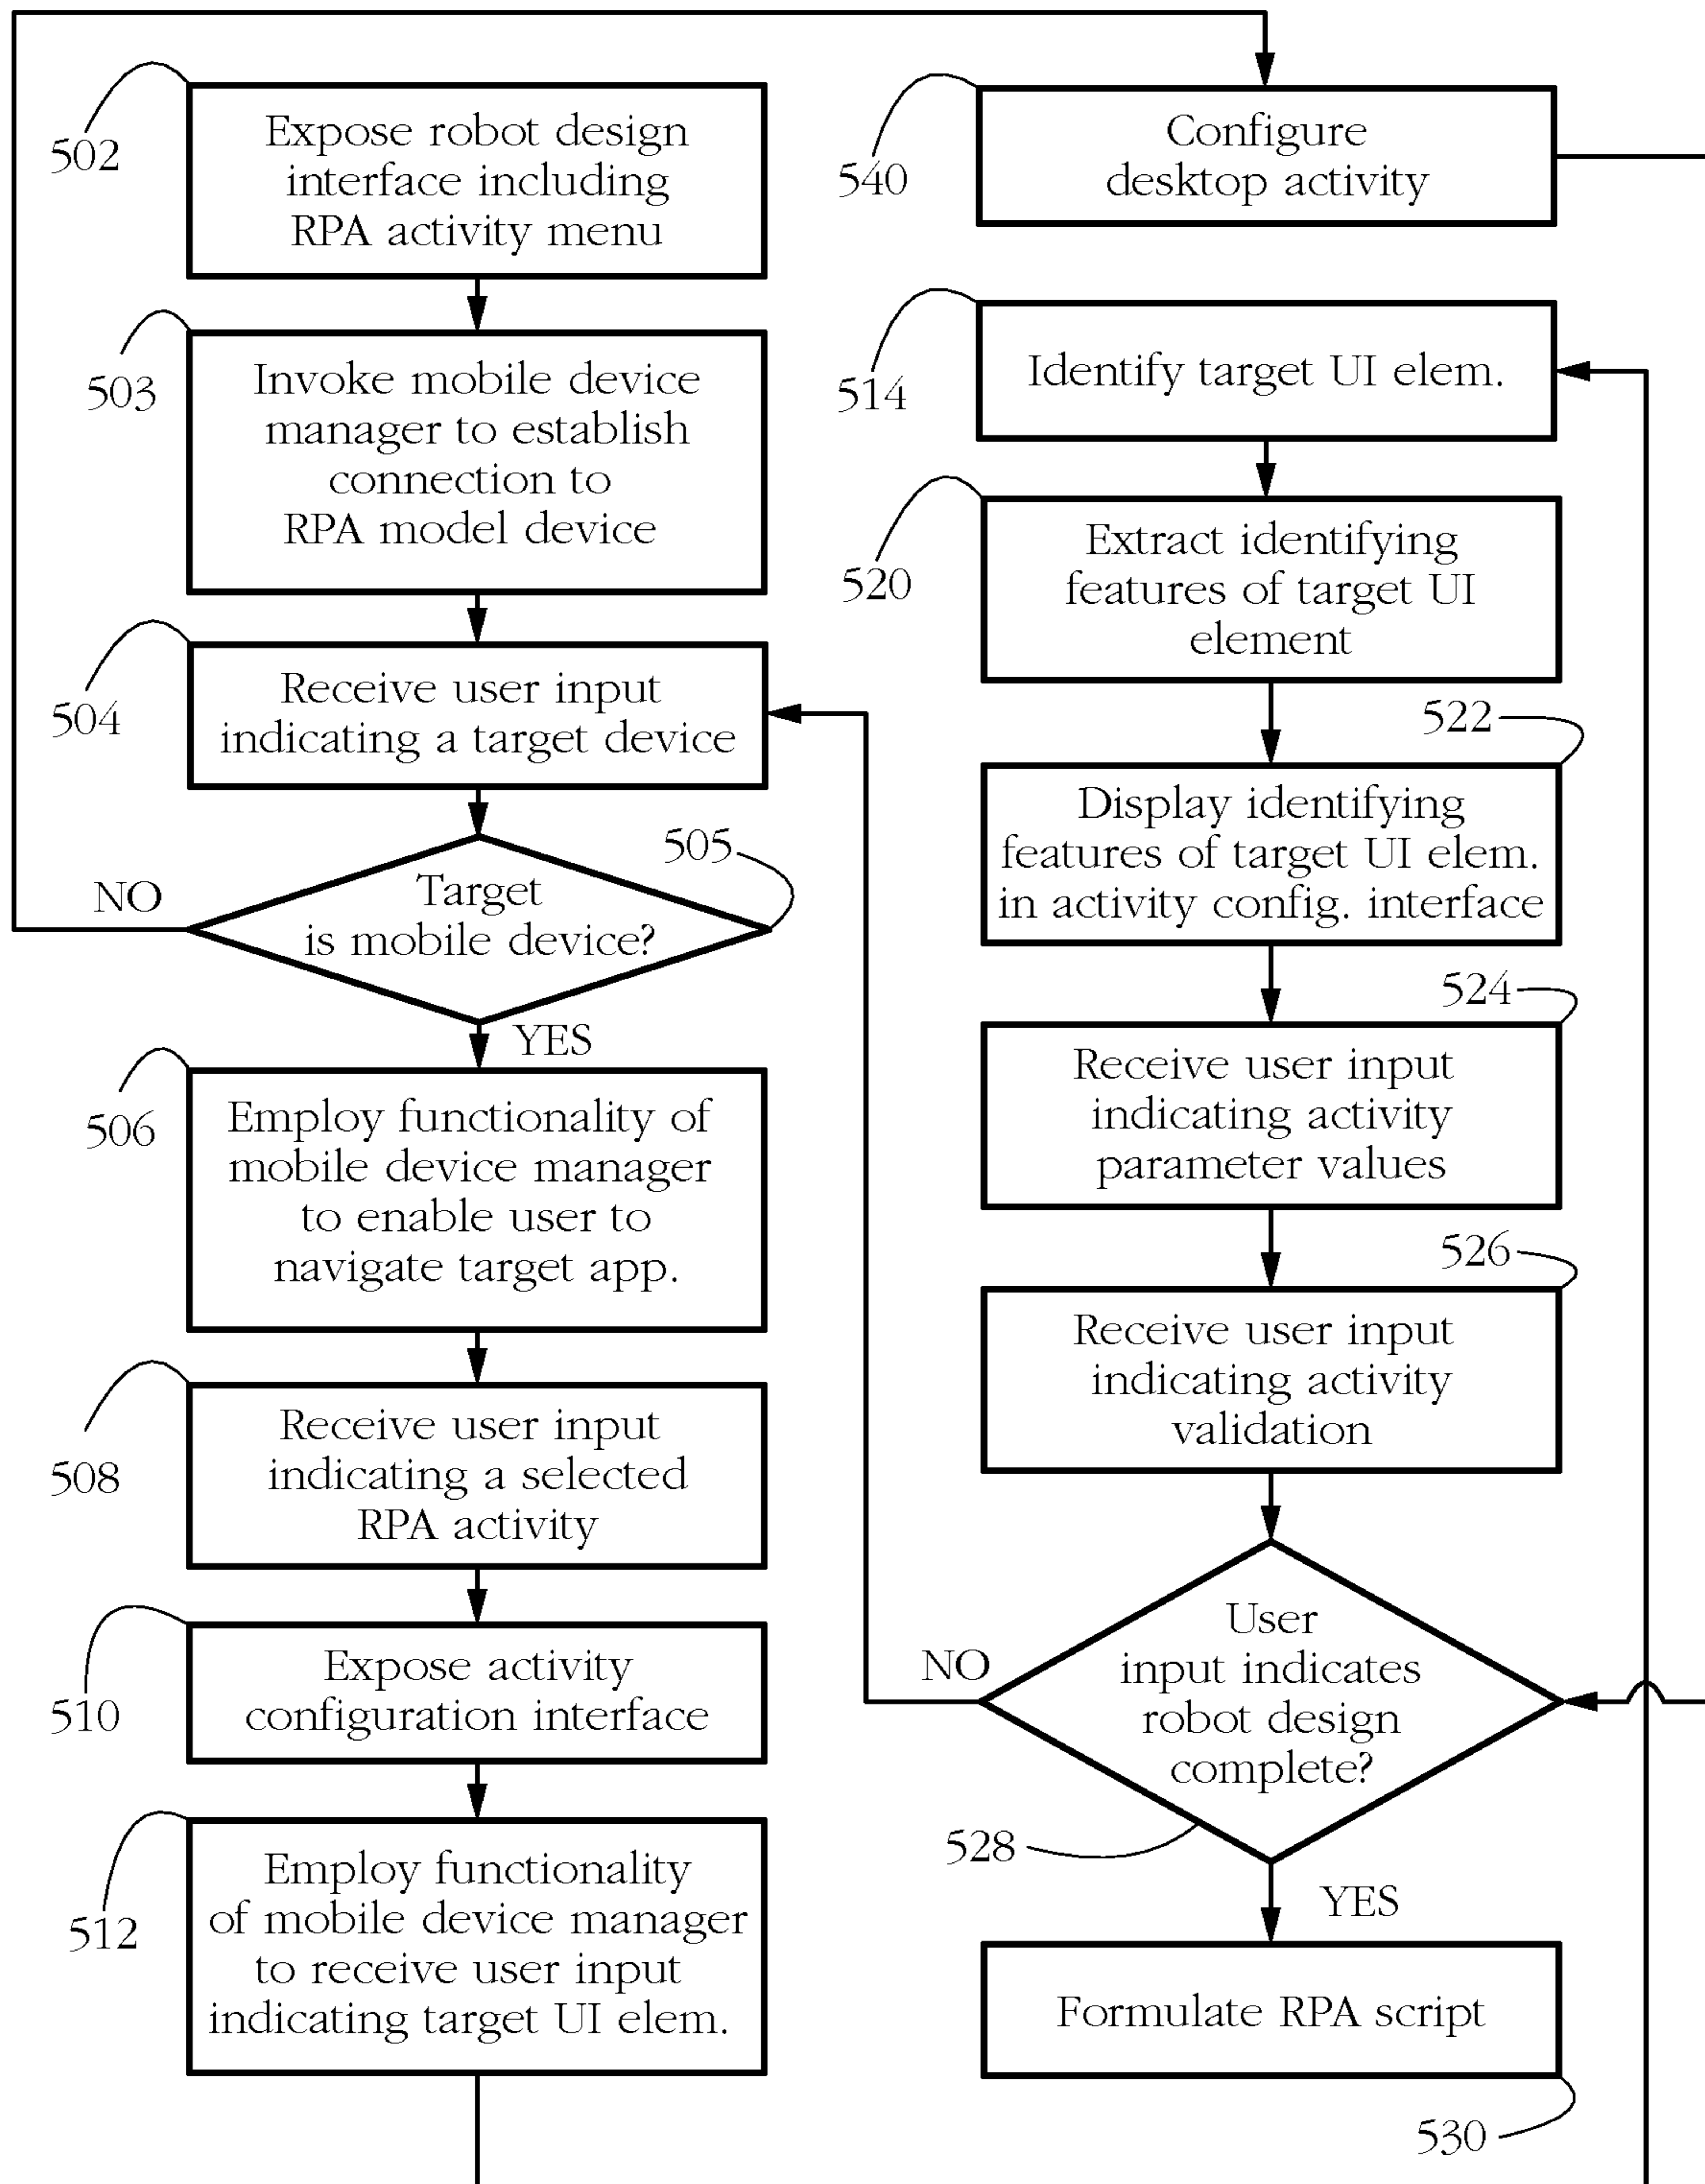 502
Expose robot design
interface including
RPA activity menu
503
Invoke mobile device
manager to establish
connection to
RPA model device
504
Receive user input
indicating a target device
505
Target
is mobile device?
NO
YES
506
Employ functionality of
mobile device manager
to enable user to
navigate target app.
508
Receive user input
indicating a selected
RPA activity
510
Expose activity
configuration interface
512
Employ functionality
of mobile device manager
to receive user input
indicating target UI elem.
540
Configure
desktop activity
514
Identify target UI elem.
520
Extract identifying
features of target UI
element
522
Display identifying
features of target UI elem.
in activity config. interface
524
Receive user input
indicating activity
parameter values
526
Receive user input
indicating activity
validation
NO
User
input indicates
robot design
complete?
528
YES
Formulate RPA script
530